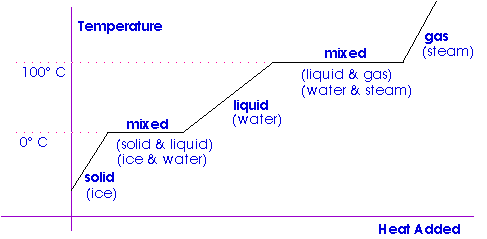 Temperature
gas
(steam)
mixed
100° C
(liquid & gas)
(water & steam)
liquid
(water)
mixed
0° C
(solid & liquid)
(ice & water)
solid
(ice)
Heat Added